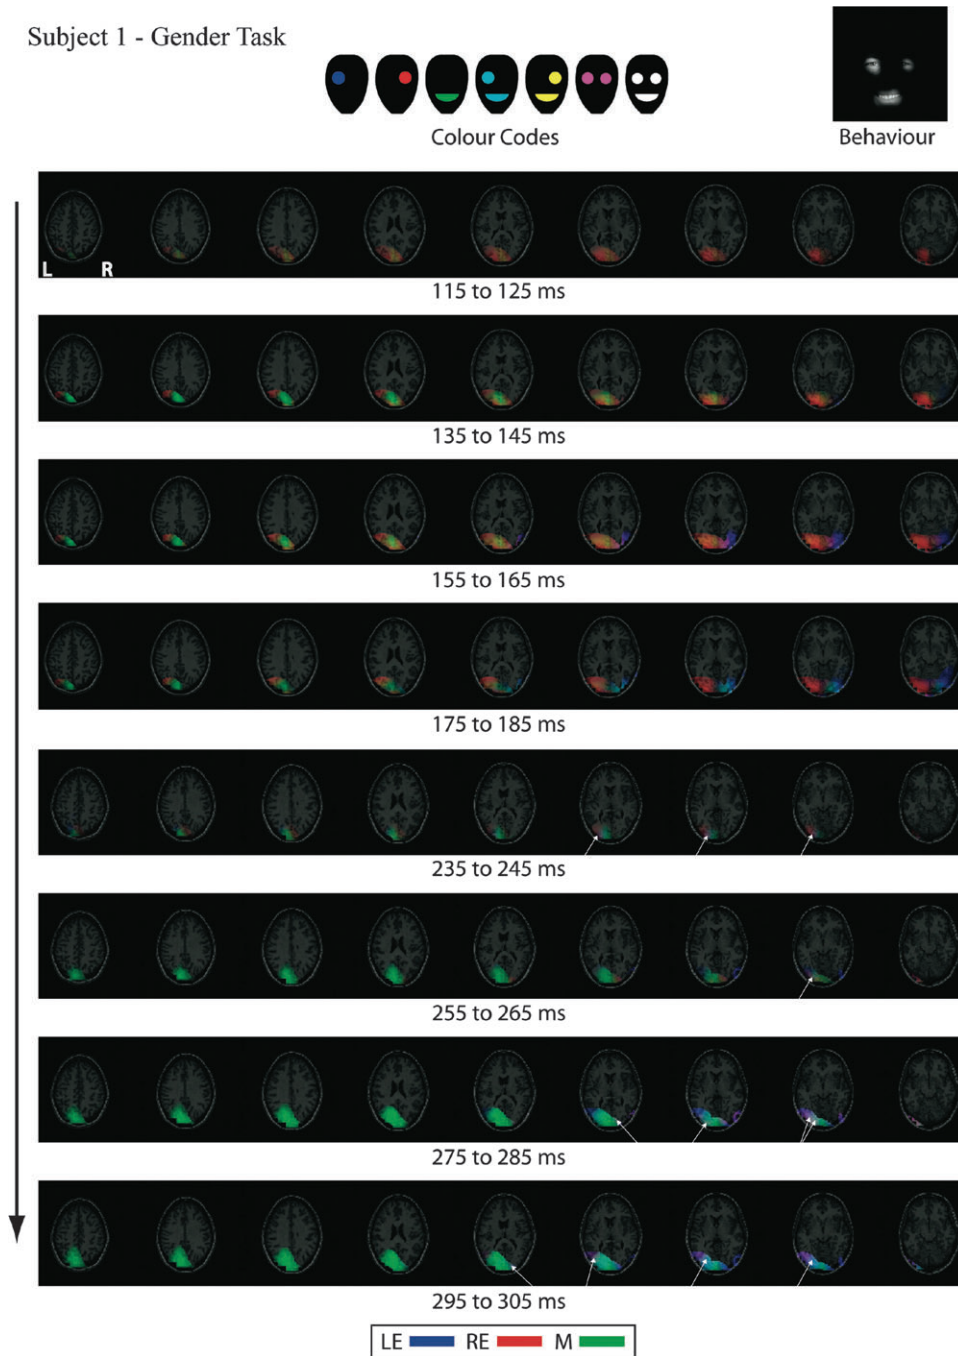 Subject 1 - Gender Task
Colour Codes
Behaviour
L R
115 to 125 ms
135 to 145 ms
155 to 165 ms
175 to 185 ms
235 to 245 ms
255 to 265 ms
275 to 285 ms
295 to 305 ms
LE RE M